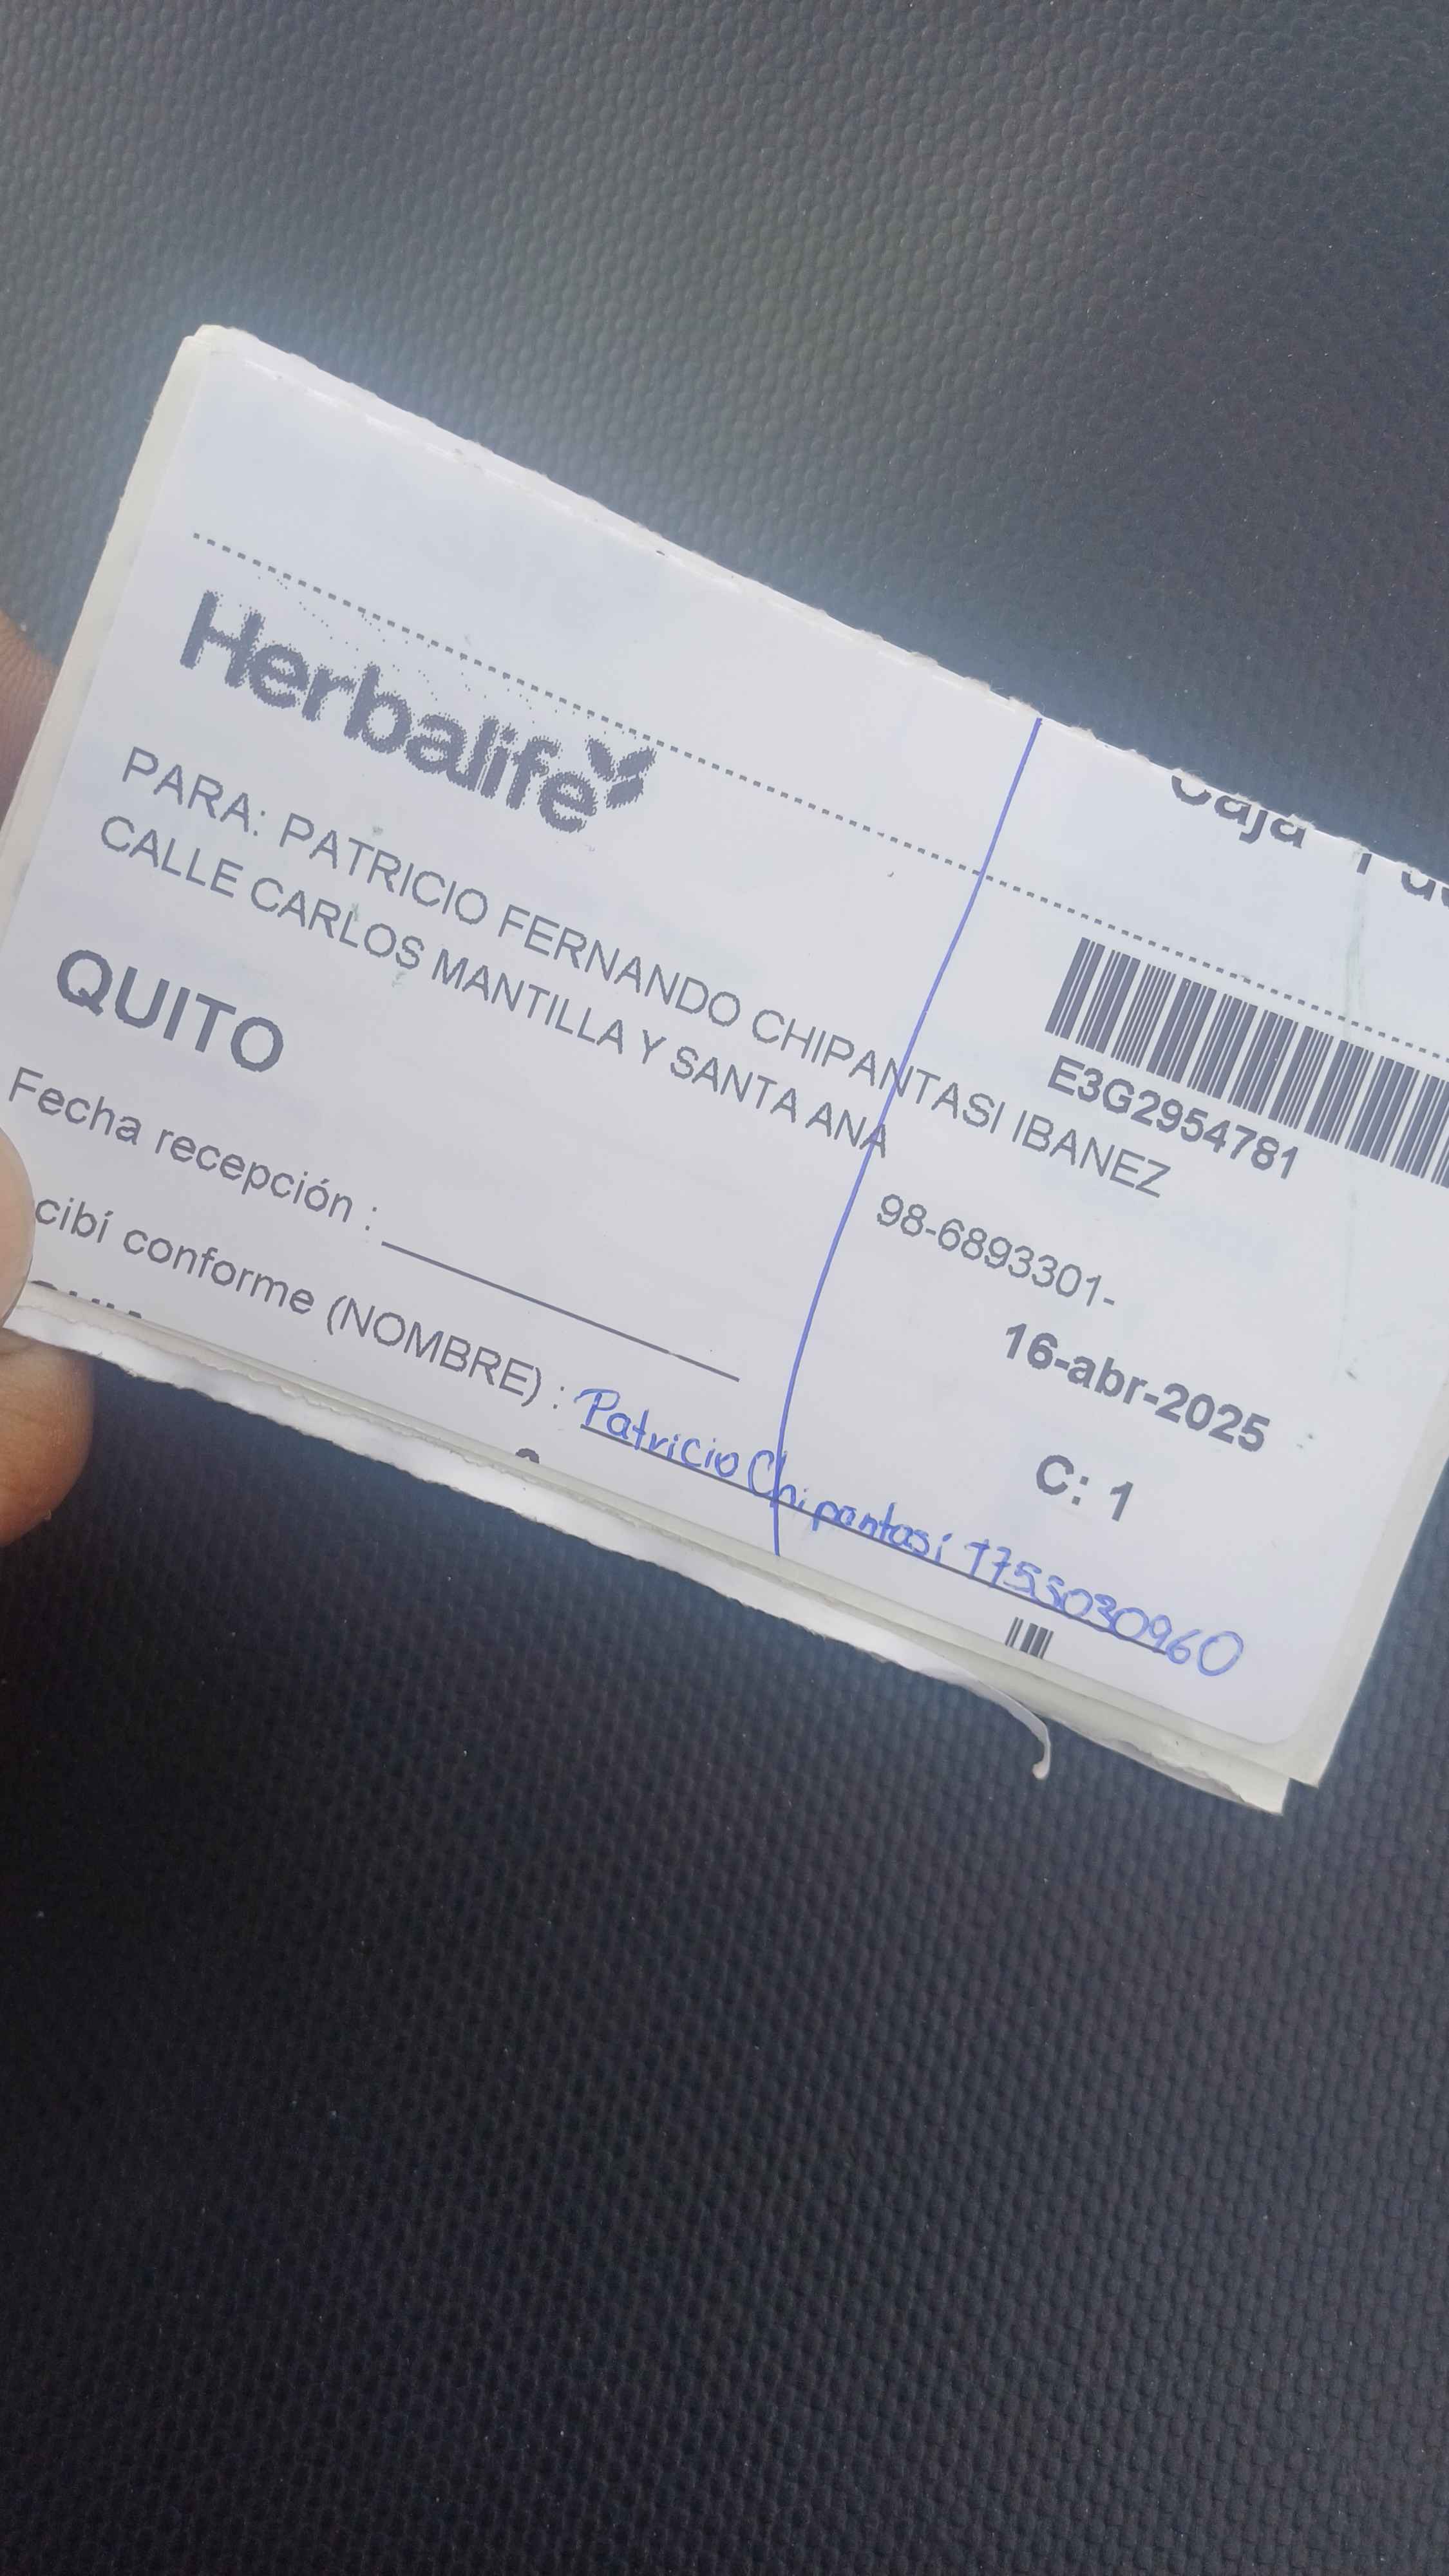 Caja
Herbalife
E3G2954781
PARA: PATRICIO FERNANDO CHIPANTASI IBANEZ
CALLE CARLOS MANTILLA Y SANTA ANA
98-6893301-
QUITO
16-abr-2025
Fecha recepción :
C: 1
cibí conforme (NOMBRE) : Patricio Chipantasi 1755030960